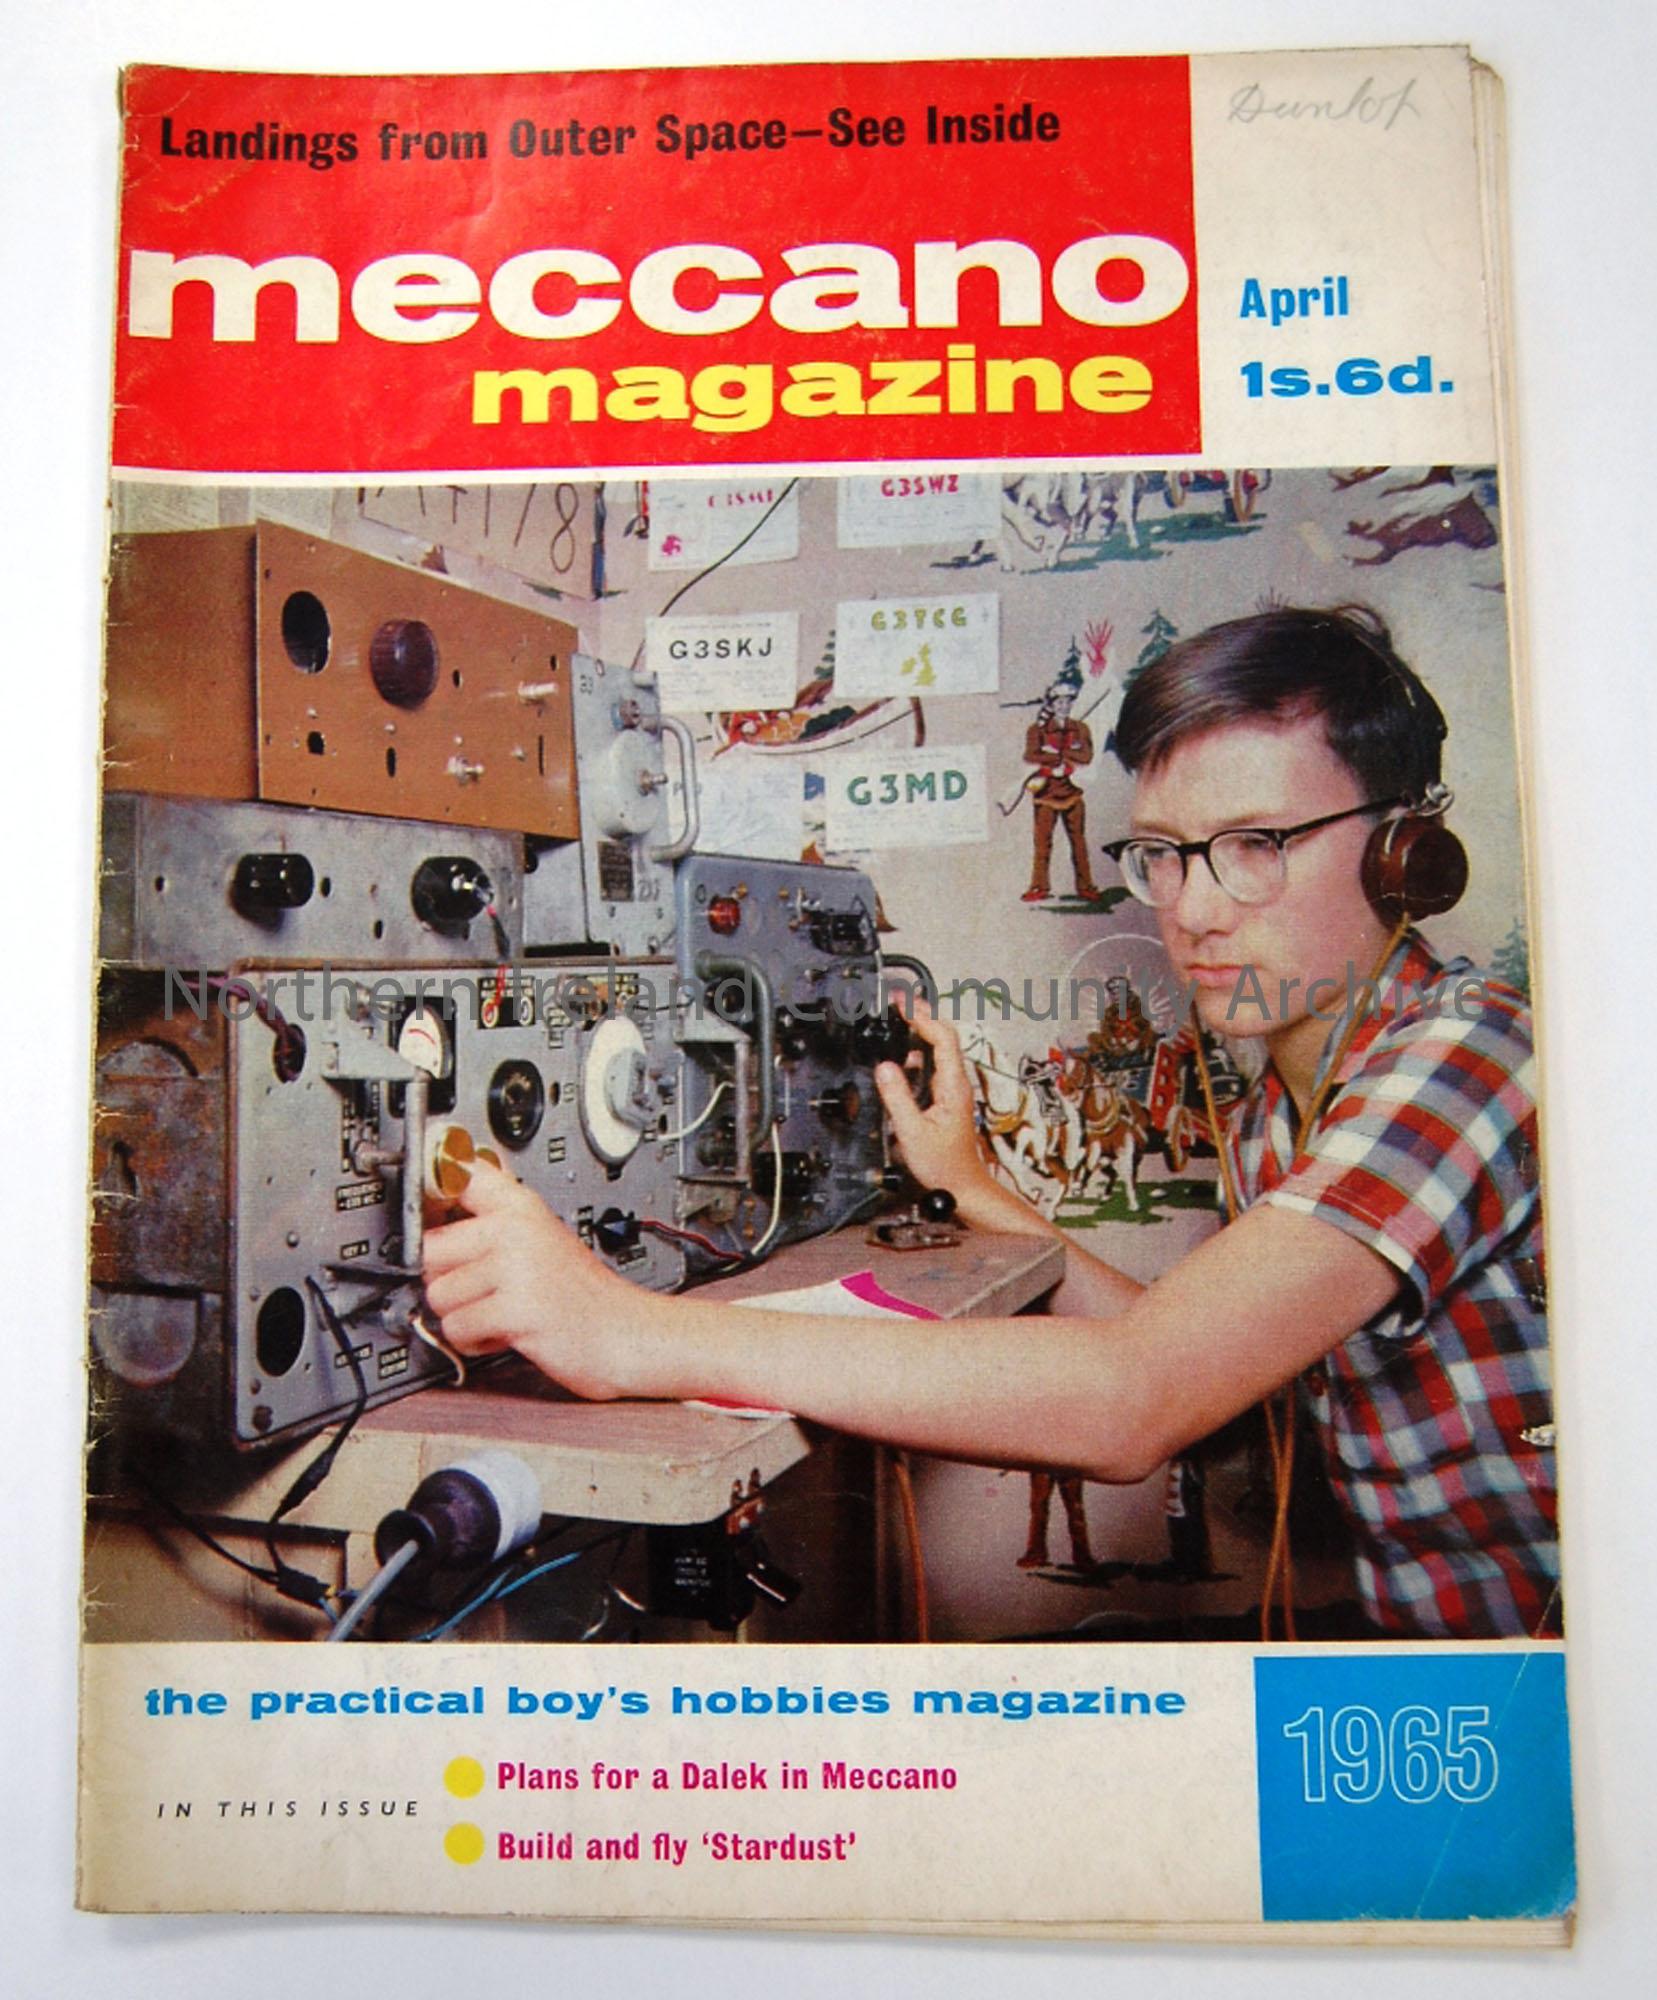 Dunlop
Landings from Outer Space—See Inside
meccano
magazine
April
1s.6d.
G3SWZ
G3SKJ
G3TCG
G3MD
Northern Ireland Community Archive
the practical boy's hobbies magazine
IN THIS ISSUE
Plans for a Dalek in Meccano
Build and fly 'Stardust'
1965